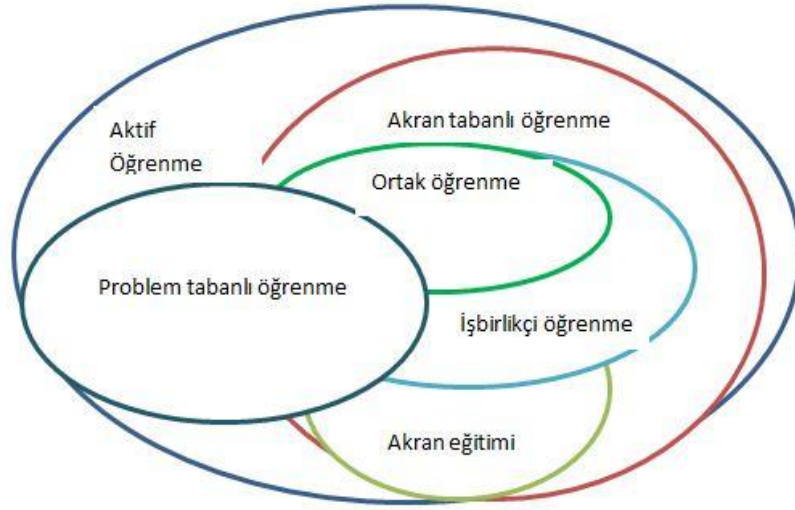 Aktif
Öğrenme
Akran tabanlı öğrenme
Ortak öğrenme
Problem tabanlı öğrenme
İşbirlikçi öğrenme
Akran eğitimi